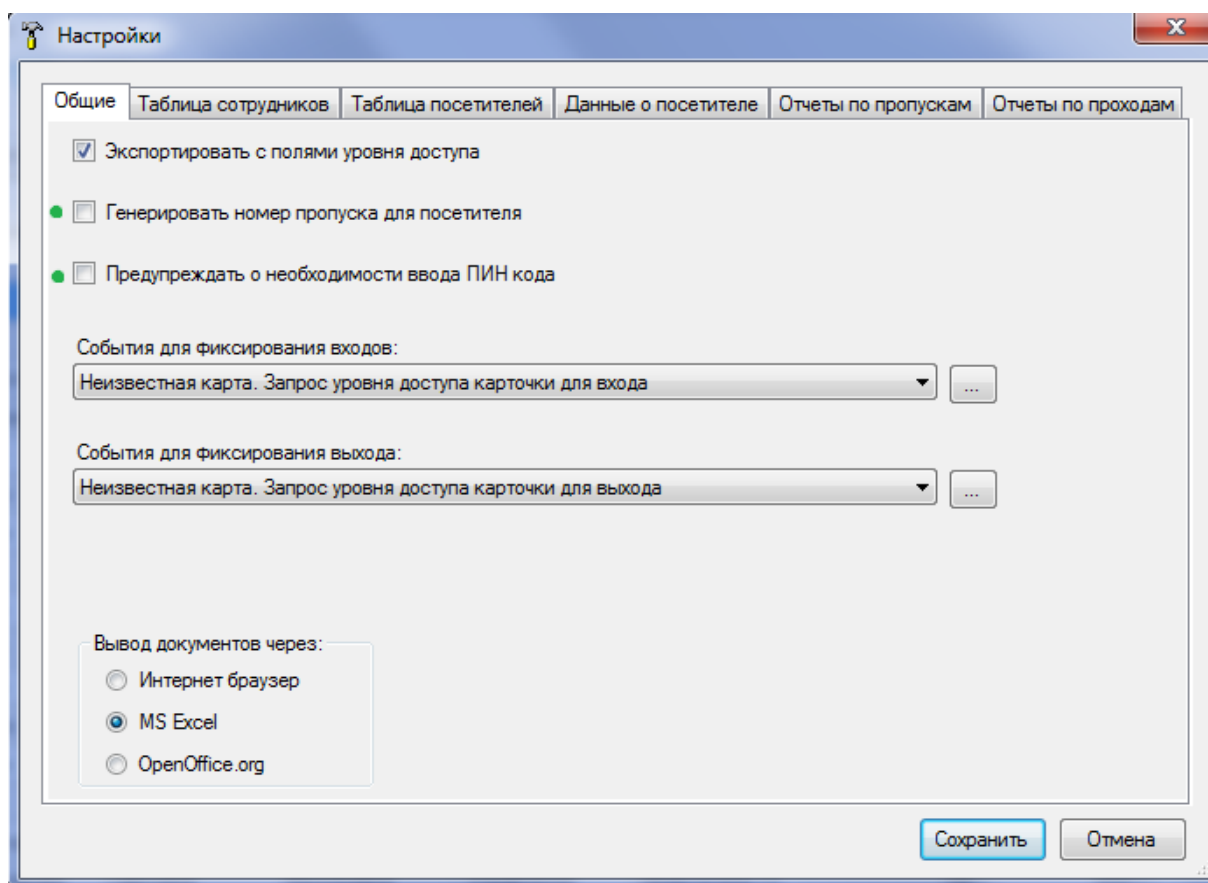 Настройки
Общие Таблица сотрудников Таблица посетителей Данные о посетителе Отчеты по пропускам Отчеты по проходам
Экспортировать с полями уровня доступа
Генерировать номер пропуска для посетителя
Предупреждать о необходимости ввода ПИН кода
События для фиксирования входов:
Неизвестная карта. Запрос уровня доступа карточки для входа ...
События для фиксирования выхода:
Неизвестная карта. Запрос уровня доступа карточки для выхода ...
Вывод документов через:
Интернет браузер
MS Excel
OpenOffice.org
Сохранить Отмена